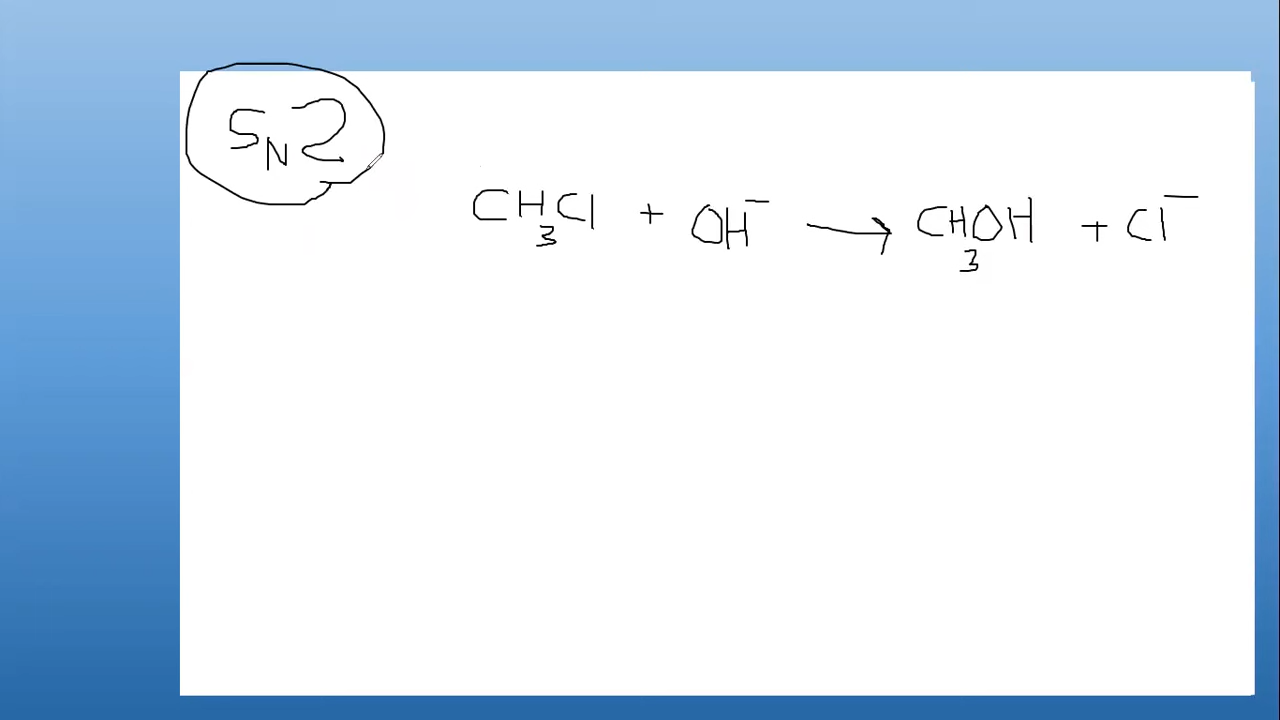 SN2
CH3Cl + OH⁻ → CH3OH + Cl⁻